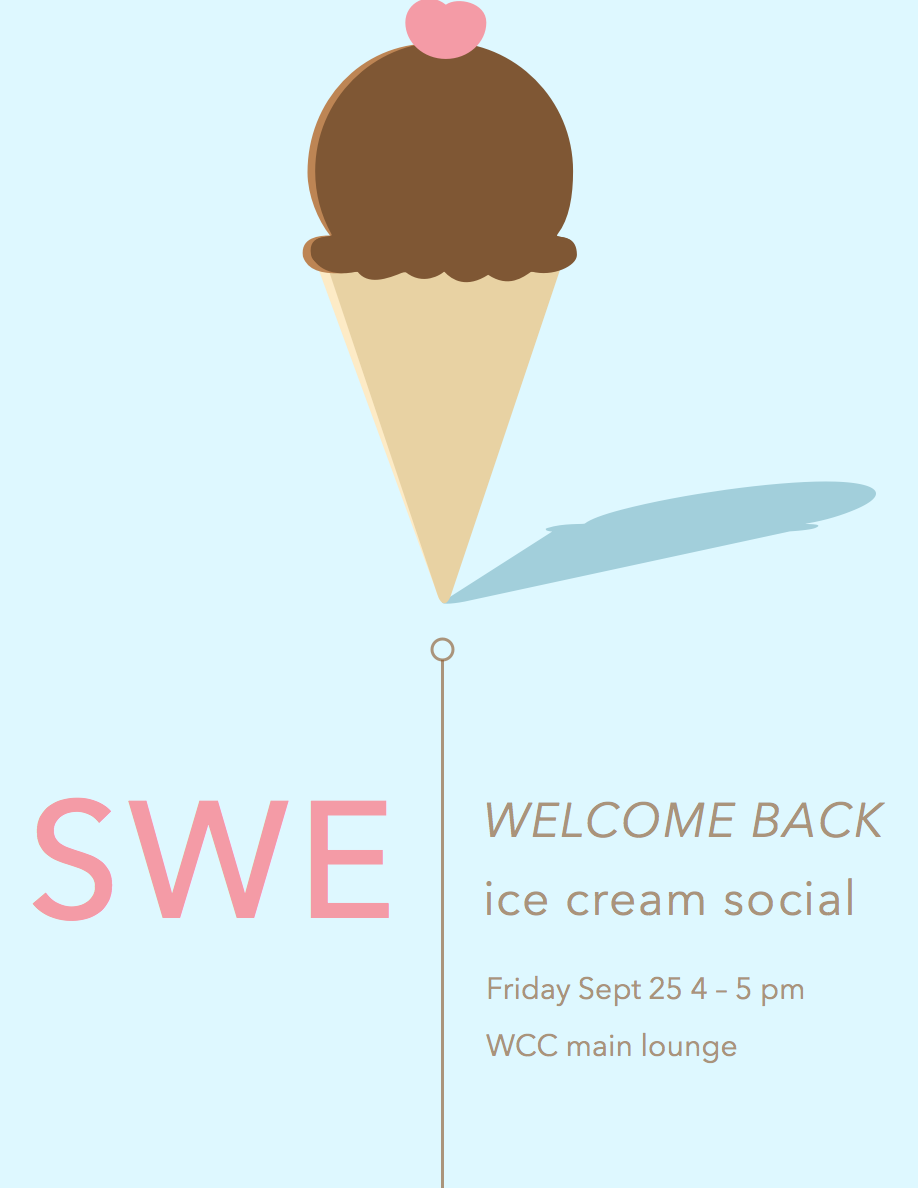 SWE
WELCOME BACK
ice cream social
Friday Sept 25 4 – 5 pm
WCC main lounge